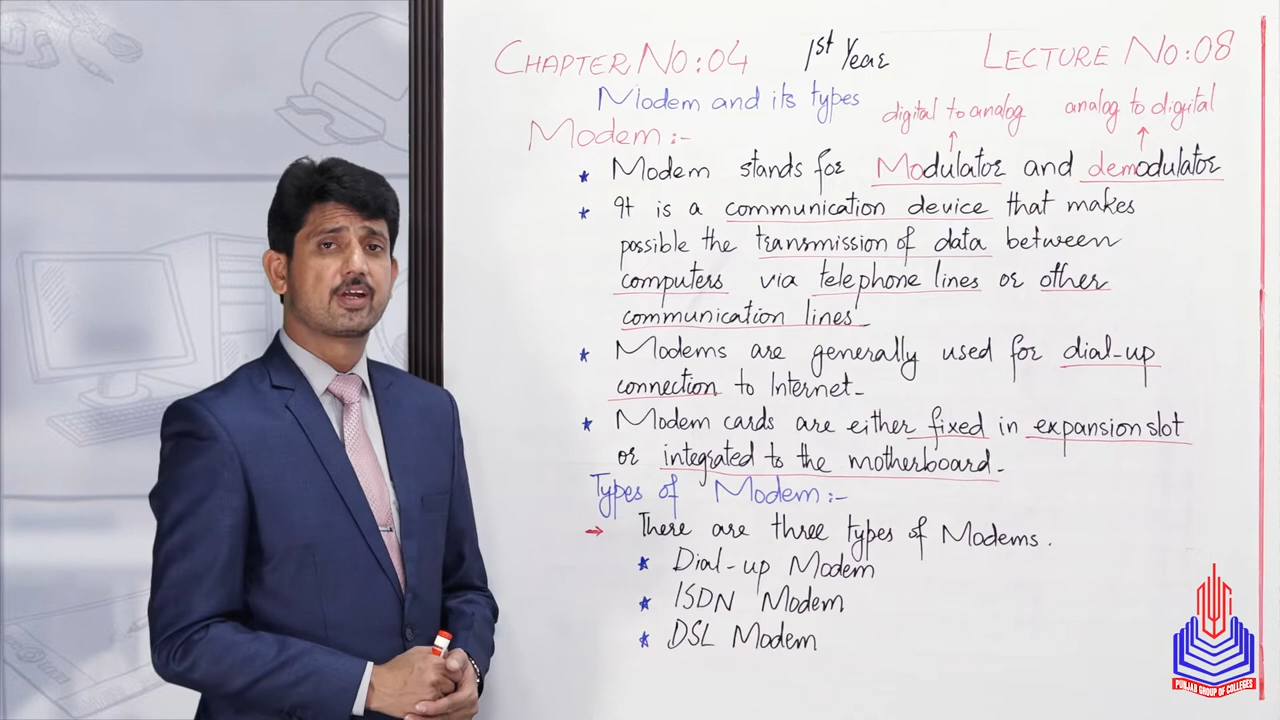 CHAPTER NO:04 1st Year LECTURE NO:08
Modem and its types
digital to analog analog to digital
Modem:-
* Modem stands for Modulator and demodulator
* It is a communication device that makes
possible the transmission of data between
computers via telephone lines or other
communication lines.
* Modems are generally used for dial-up
connection to Internet.
* Modem cards are either fixed in expansion slot
or integrated to the motherboard.
Types of Modem:-
→ There are three types of Modems.
* Dial-up Modem
* ISDN Modem
* DSL Modem
PUNJAB GROUP OF COLLEGES